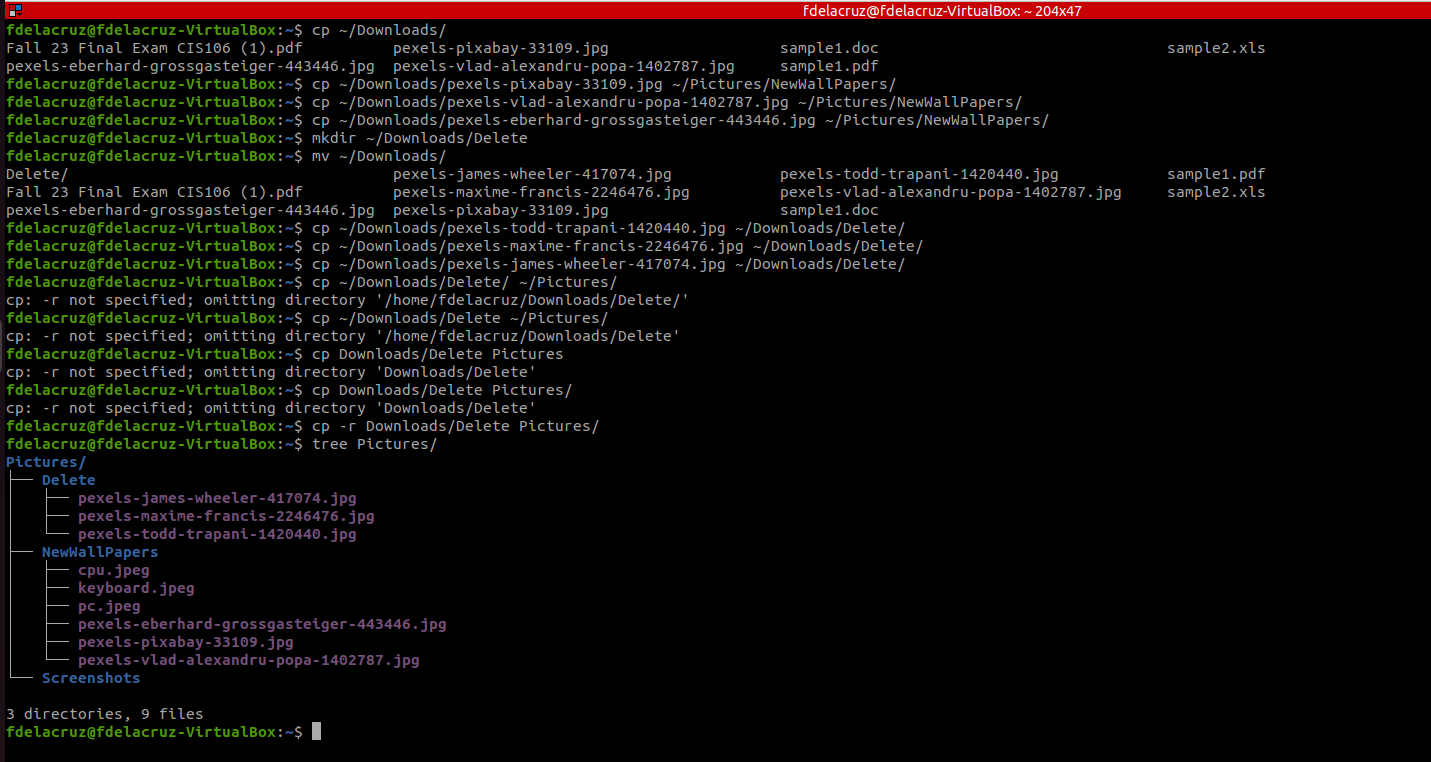 fdelacruz@fdelacruz-VirtualBox: ~ 204x47
fdelacruz@fdelacruz-VirtualBox:~$ cp ~/Downloads/
Fall 23 Final Exam CIS106 (1).pdf          pexels-pixabay-33109.jpg                   sample1.doc                                sample2.xls
pexels-eberhard-grossgasteiger-443446.jpg  pexels-vlad-alexandru-popa-1402787.jpg     sample1.pdf
fdelacruz@fdelacruz-VirtualBox:~$ cp ~/Downloads/pexels-pixabay-33109.jpg ~/Pictures/NewWallPapers/
fdelacruz@fdelacruz-VirtualBox:~$ cp ~/Downloads/pexels-vlad-alexandru-popa-1402787.jpg ~/Pictures/NewWallPapers/
fdelacruz@fdelacruz-VirtualBox:~$ cp ~/Downloads/pexels-eberhard-grossgasteiger-443446.jpg ~/Pictures/NewWallPapers/
fdelacruz@fdelacruz-VirtualBox:~$ mkdir ~/Downloads/Delete
fdelacruz@fdelacruz-VirtualBox:~$ mv ~/Downloads/
Delete/                                    pexels-james-wheeler-417074.jpg            pexels-todd-trapani-1420440.jpg            sample1.pdf
Fall 23 Final Exam CIS106 (1).pdf          pexels-maxime-francis-2246476.jpg          pexels-vlad-alexandru-popa-1402787.jpg     sample2.xls
pexels-eberhard-grossgasteiger-443446.jpg  pexels-pixabay-33109.jpg                   sample1.doc
fdelacruz@fdelacruz-VirtualBox:~$ cp ~/Downloads/pexels-todd-trapani-1420440.jpg ~/Downloads/Delete/
fdelacruz@fdelacruz-VirtualBox:~$ cp ~/Downloads/pexels-maxime-francis-2246476.jpg ~/Downloads/Delete/
fdelacruz@fdelacruz-VirtualBox:~$ cp ~/Downloads/pexels-james-wheeler-417074.jpg ~/Downloads/Delete/
fdelacruz@fdelacruz-VirtualBox:~$ cp ~/Downloads/Delete/ ~/Pictures/
cp: -r not specified; omitting directory '/home/fdelacruz/Downloads/Delete/'
fdelacruz@fdelacruz-VirtualBox:~$ cp ~/Downloads/Delete ~/Pictures/
cp: -r not specified; omitting directory '/home/fdelacruz/Downloads/Delete'
fdelacruz@fdelacruz-VirtualBox:~$ cp Downloads/Delete Pictures
cp: -r not specified; omitting directory 'Downloads/Delete'
fdelacruz@fdelacruz-VirtualBox:~$ cp Downloads/Delete Pictures/
cp: -r not specified; omitting directory 'Downloads/Delete'
fdelacruz@fdelacruz-VirtualBox:~$ cp -r Downloads/Delete Pictures/
fdelacruz@fdelacruz-VirtualBox:~$ tree Pictures/
Pictures/
├── Delete
│   ├── pexels-james-wheeler-417074.jpg
│   ├── pexels-maxime-francis-2246476.jpg
│   └── pexels-todd-trapani-1420440.jpg
├── NewWallPapers
│   ├── cpu.jpeg
│   ├── keyboard.jpeg
│   ├── pc.jpeg
│   ├── pexels-eberhard-grossgasteiger-443446.jpg
│   ├── pexels-pixabay-33109.jpg
│   └── pexels-vlad-alexandru-popa-1402787.jpg
└── Screenshots
3 directories, 9 files
fdelacruz@fdelacruz-VirtualBox:~$